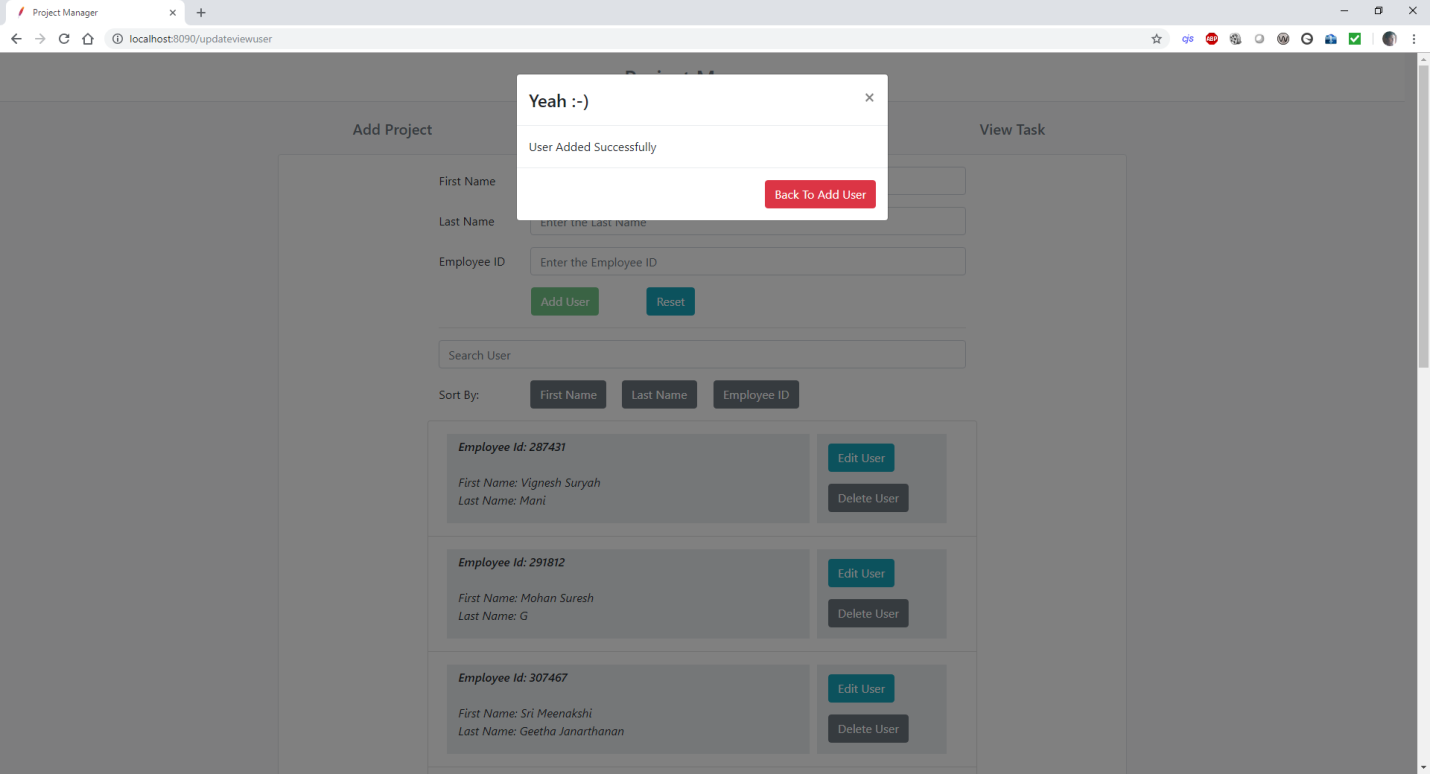 Project Manager
localhost:8090/updateviewuser
cjs ABP
Yeah :-) ×
User Added Successfully
Back To Add User
Add Project View Task
First Name
Last Name Enter the Last Name
Employee ID Enter the Employee ID
Add User Reset
Search User
Sort By: First Name Last Name Employee ID
Employee Id: 287431
First Name: Vignesh Suryah
Last Name: Mani
Edit User
Delete User
Employee Id: 291812
First Name: Mohan Suresh
Last Name: G
Edit User
Delete User
Employee Id: 307467
First Name: Sri Meenakshi
Last Name: Geetha Janarthanan
Edit User
Delete User